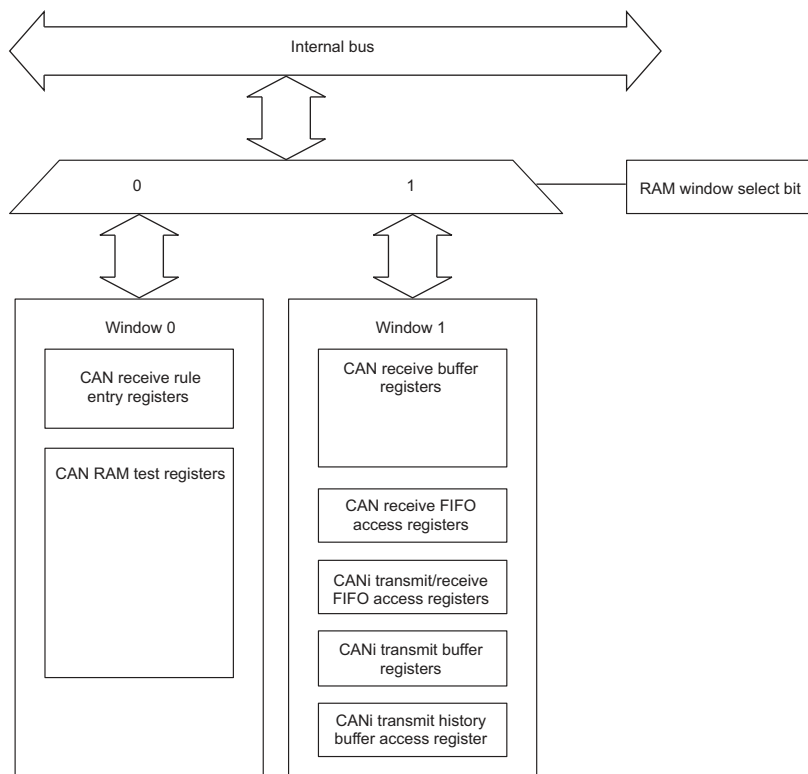 Internal bus
0
1
RAM window select bit
Window 0
CAN receive rule
entry registers
CAN RAM test registers
Window 1
CAN receive buffer
registers
CAN receive FIFO
access registers
CANi transmit/receive
FIFO access registers
CANi transmit buffer
registers
CANi transmit history
buffer access register